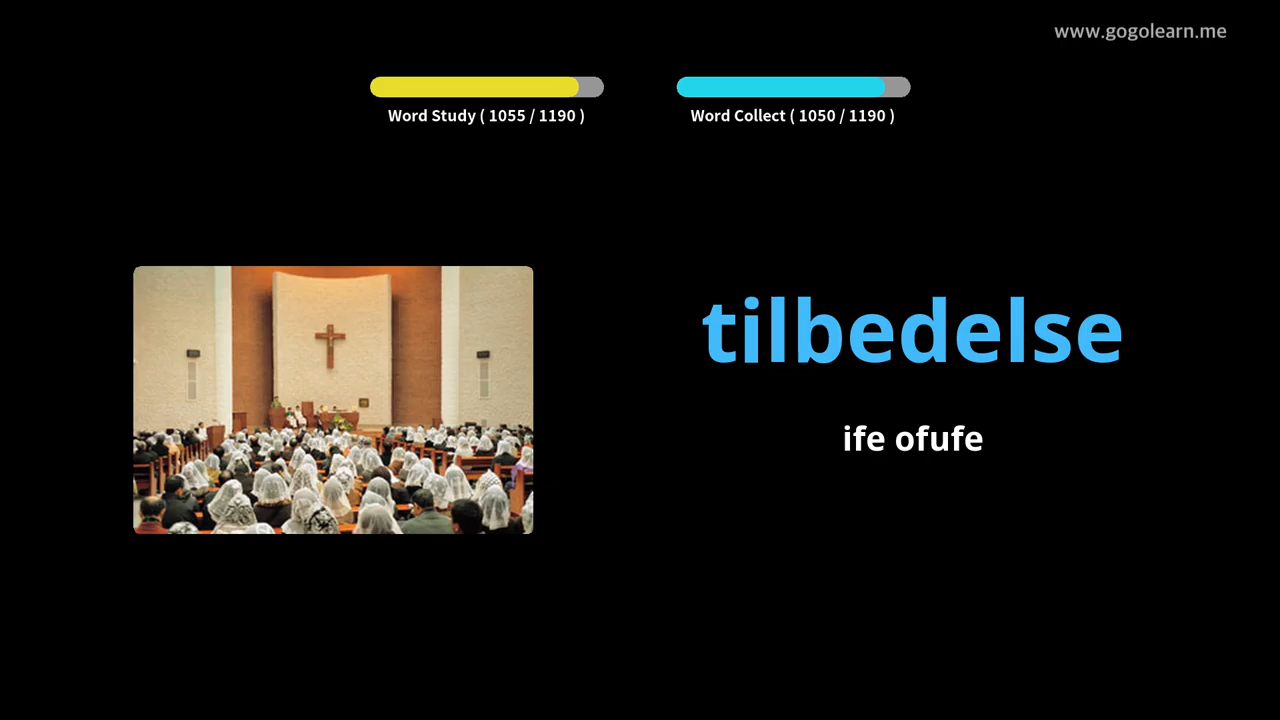 www.gogolearn.me
Word Study ( 1055 / 1190 )
Word Collect ( 1050 / 1190 )
tilbedelse
ife ofufe